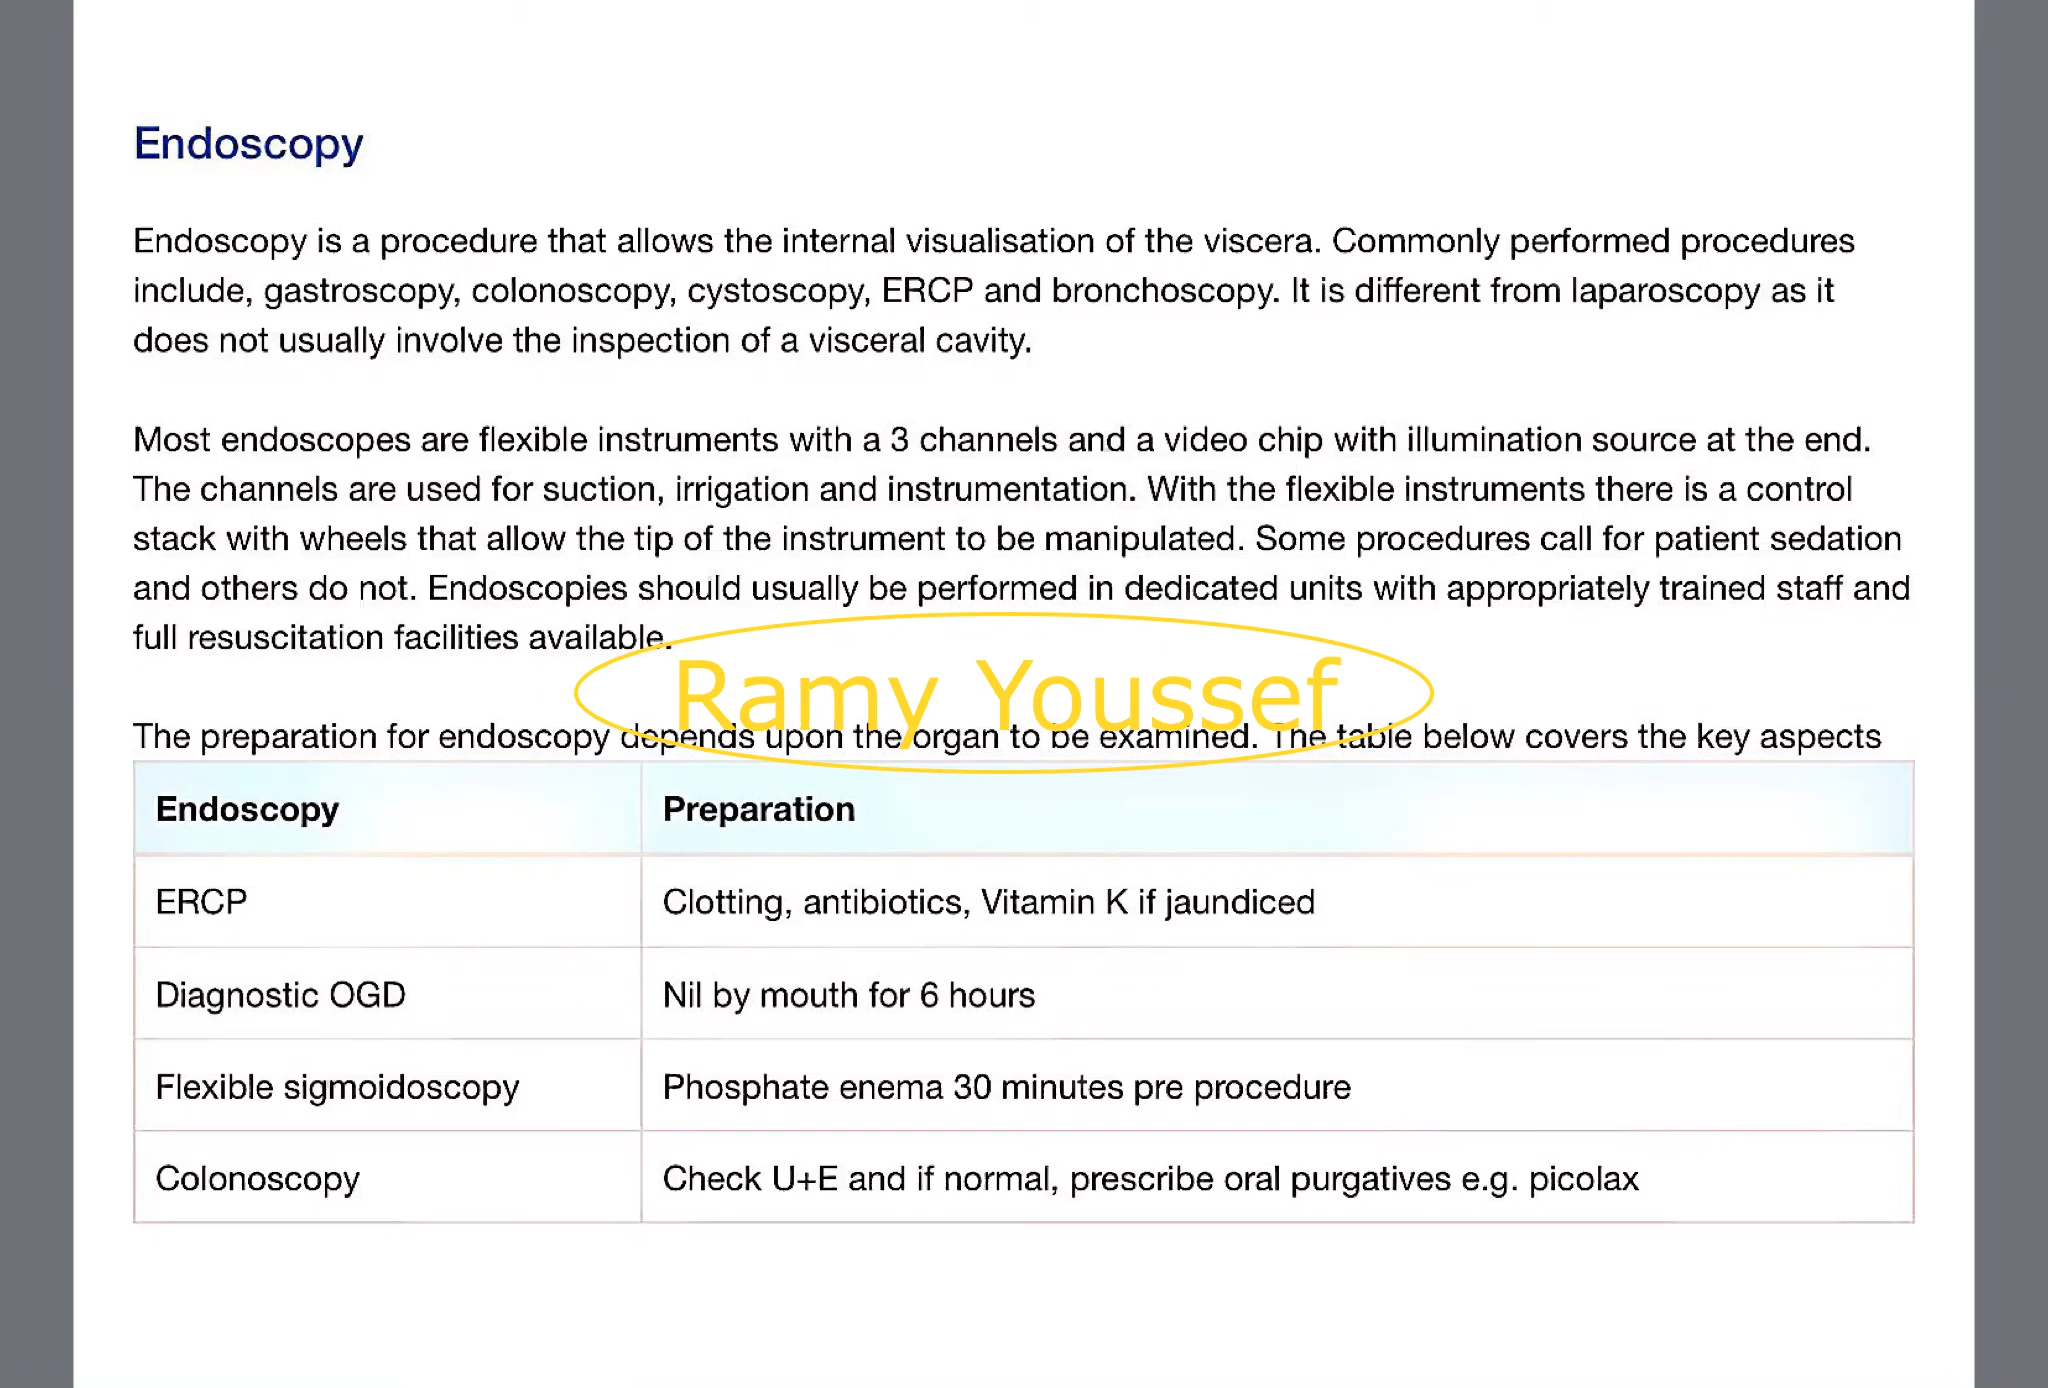 Endoscopy
Endoscopy is a procedure that allows the internal visualisation of the viscera. Commonly performed procedures
include, gastroscopy, colonoscopy, cystoscopy, ERCP and bronchoscopy. It is different from laparoscopy as it
does not usually involve the inspection of a visceral cavity.
Most endoscopes are flexible instruments with a 3 channels and a video chip with illumination source at the end.
The channels are used for suction, irrigation and instrumentation. With the flexible instruments there is a control
stack with wheels that allow the tip of the instrument to be manipulated. Some procedures call for patient sedation
and others do not. Endoscopies should usually be performed in dedicated units with appropriately trained staff and
full resuscitation facilities available.
Ramy Youssef
The preparation for endoscopy depends upon the organ to be examined. The table below covers the key aspects
Endoscopy Preparation
ERCP Clotting, antibiotics, Vitamin K if jaundiced
Diagnostic OGD Nil by mouth for 6 hours
Flexible sigmoidoscopy Phosphate enema 30 minutes pre procedure
Colonoscopy Check U+E and if normal, prescribe oral purgatives e.g. picolax